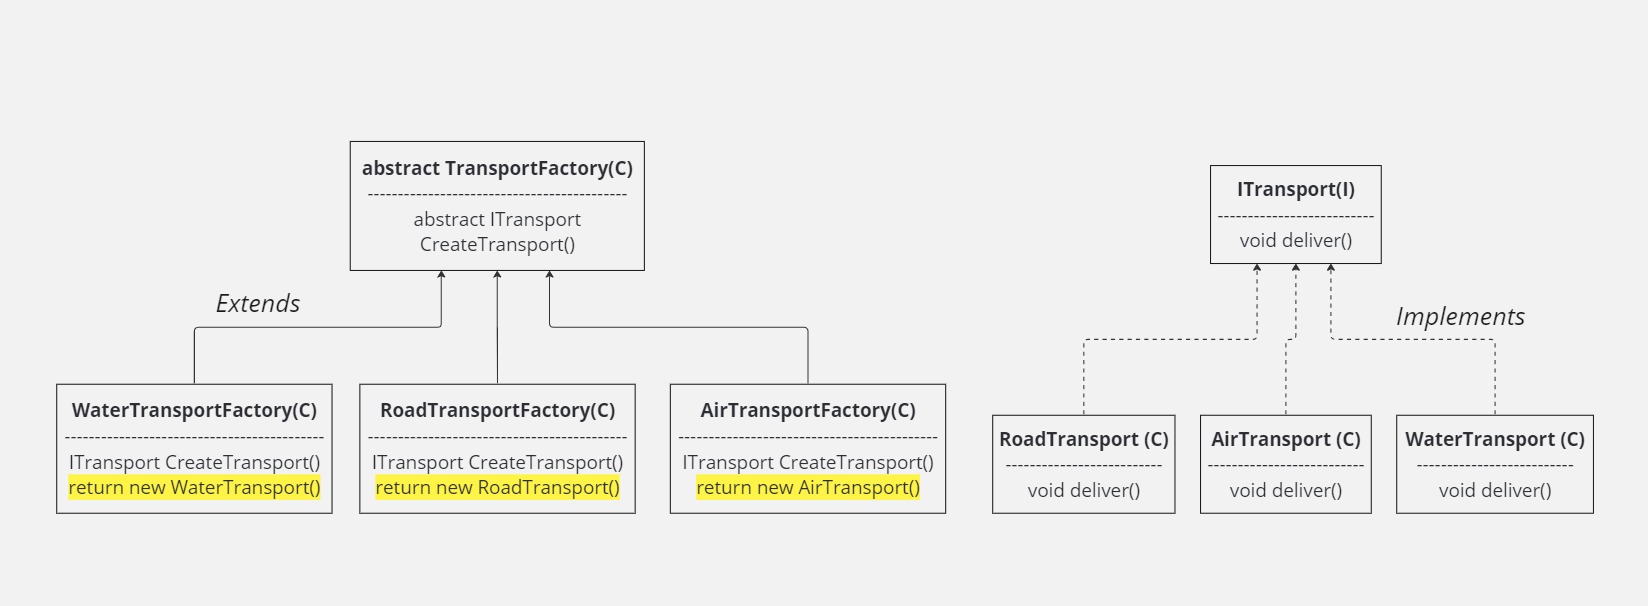 abstract TransportFactory(C)
-------------------------------------------
abstract ITransport
CreateTransport()
Extends
WaterTransportFactory(C)
-------------------------------------------
ITransport CreateTransport()
return new WaterTransport()
RoadTransportFactory(C)
-------------------------------------------
ITransport CreateTransport()
return new RoadTransport()
AirTransportFactory(C)
-------------------------------------------
ITransport CreateTransport()
return new AirTransport()
ITransport(I)
--------------------------
void deliver()
Implements
RoadTransport (C)
--------------------------
void deliver()
AirTransport (C)
--------------------------
void deliver()
WaterTransport (C)
--------------------------
void deliver()